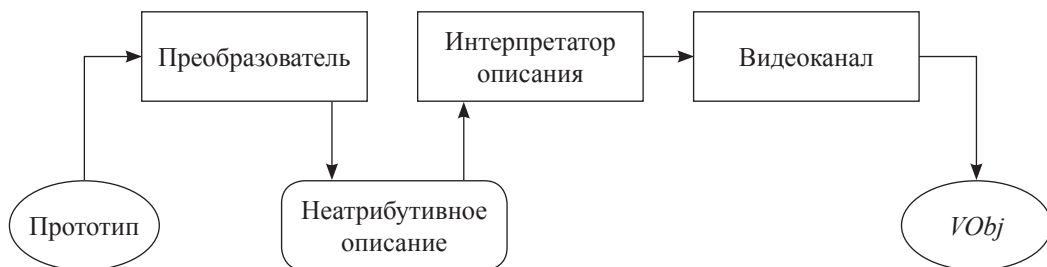 Преобразователь
Интерпретатор
описания
Видеоканал
Прототип
Неатрибутивное
описание
VObj